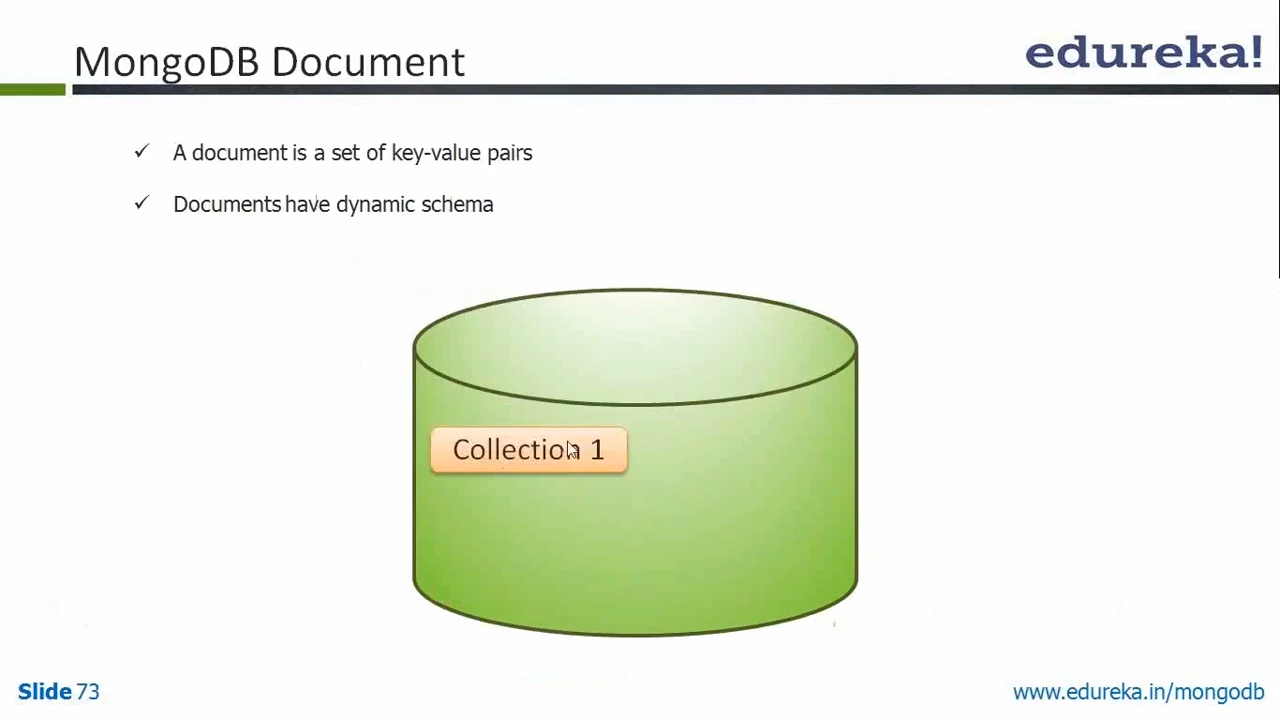 MongoDB Document
edureka!
✓ A document is a set of key-value pairs
✓ Documents have dynamic schema
Collection 1
Slide 73
www.edureka.in/mongodb